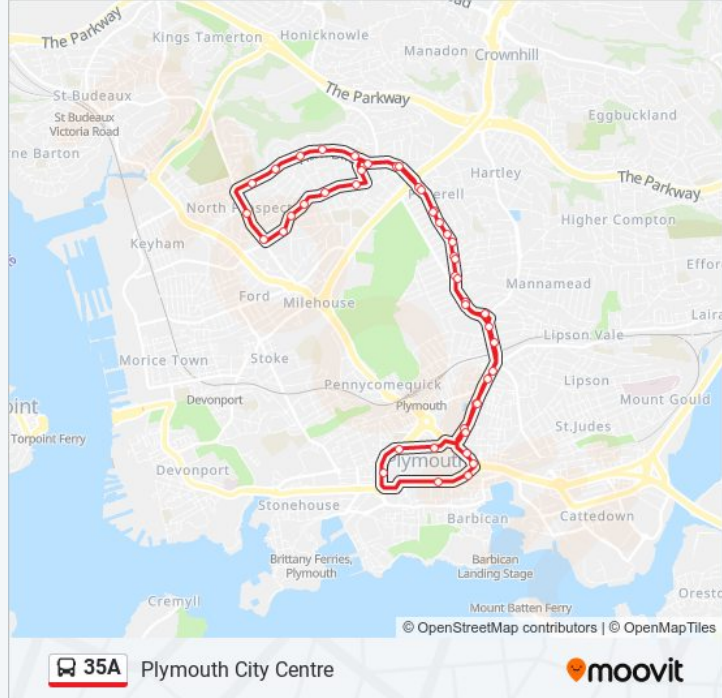 The Parkway
Kings Tamerton
Honicknowle
Manadon
Crownhill
St Budeaux
The Parkway
St Budeaux
Victoria Road
Eggbuckland
rne Barton
Hartley
The Parkway
North Prospect
Higher Compton
Keyham
Effor
Mannamead
Ford
Milehouse
Laira
Lipson Vale
Morice Town
Stoke
Pennycomequick
Lipson
Devonport
Plymouth
Mount Gould
oint
Torpoint Ferry
St.Judes
Plymouth
Devonport
Stonehouse
Barbican
Cattedown
Brittany Ferries,
Plymouth
Barbican
Landing Stage
Cremyll
Mount Batten Ferry
Oresto
© OpenStreetMap contributors | © OpenMapTiles
35A
Plymouth City Centre
moovit